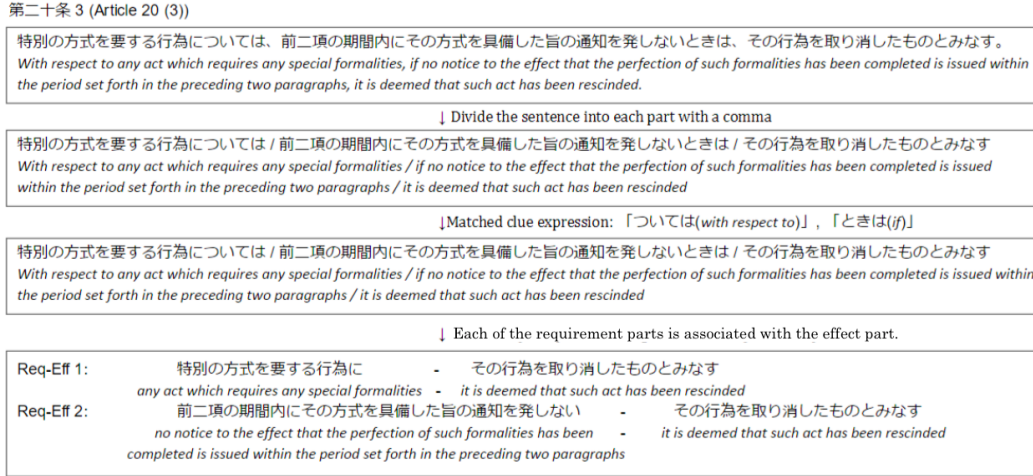 第二十条 3 (Article 20 (3))
特別の方式を要する行為については、前二項の期間内にその方式を具備した旨の通知を発しないときは、その行為を取り消したものとみなす。
With respect to any act which requires any special formalities, if no notice to the effect that the perfection of such formalities has been completed is issued within
the period set forth in the preceding two paragraphs, it is deemed that such act has been rescinded.
↓ Divide the sentence into each part with a comma
特別の方式を要する行為については / 前二項の期間内にその方式を具備した旨の通知を発しないときは / その行為を取り消したものとみなす
With respect to any act which requires any special formalities / if no notice to the effect that the perfection of such formalities has been completed is issued
within the period set forth in the preceding two paragraphs / it is deemed that such act has been rescinded
↓Matched clue expression: 「ついては(with respect to)」, 「ときは(if)」
特別の方式を要する行為については / 前二項の期間内にその方式を具備した旨の通知を発しないときは / その行為を取り消したものとみなす
With respect to any act which requires any special formalities / if no notice to the effect that the perfection of such formalities has been completed is issued within
the period set forth in the preceding two paragraphs / it is deemed that such act has been rescinded
↓ Each of the requirement parts is associated with the effect part.
Req-Eff 1: 特別の方式を要する行為に - その行為を取り消したものとみなす
any act which requires any special formalities - it is deemed that such act has been rescinded
Req-Eff 2: 前二項の期間内にその方式を具備した旨の通知を発しない - その行為を取り消したものとみなす
no notice to the effect that the perfection of such formalities has been - it is deemed that such act has been rescinded
completed is issued within the period set forth in the preceding two paragraphs